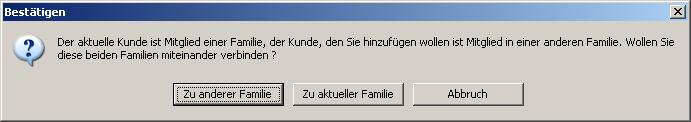 Bestätigen
Der aktuelle Kunde ist Mitglied einer Familie, der Kunde, den Sie hinzufügen wollen ist Mitglied in einer anderen Familie. Wollen Sie
diese beiden Familien miteinander verbinden ?
Zu anderer Familie
Zu aktueller Familie
Abbruch